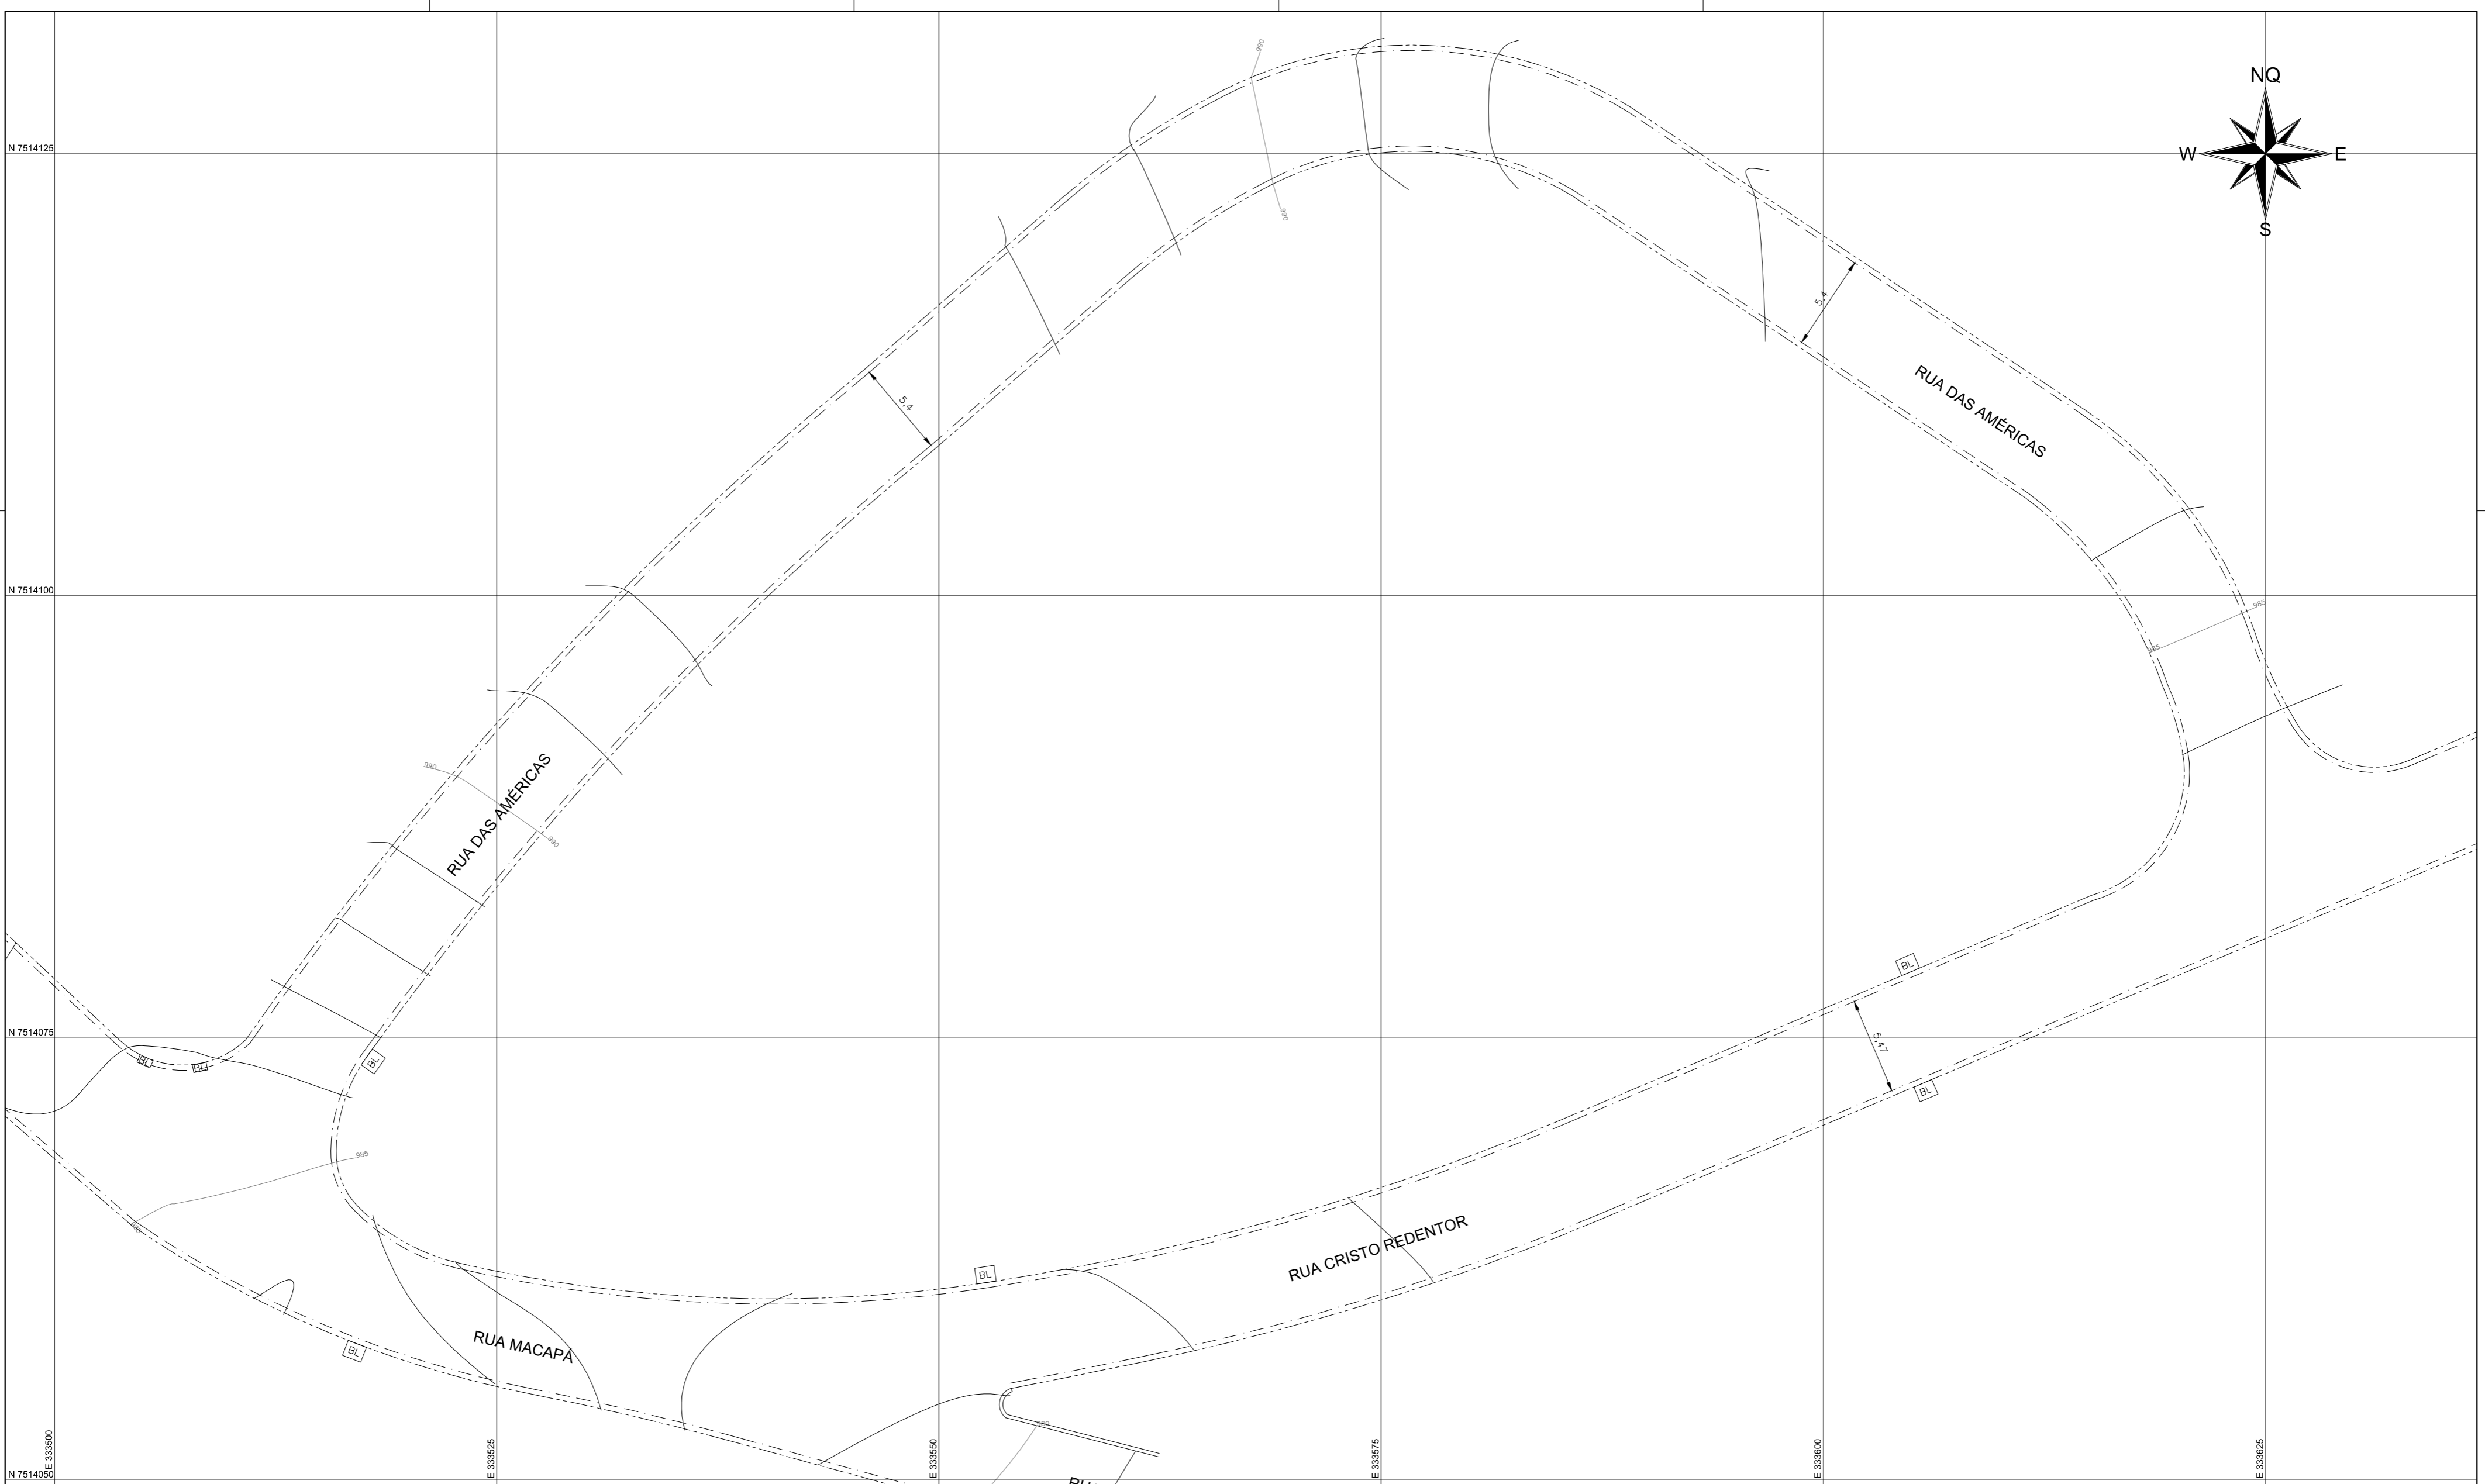 990
NQ
N 7514125
W
E
990
S
5,4
RUA DAS AMÉRICAS
5,4
N 7514100
985
985
990
RUA DAS AMÉRICAS
990
BL
BL
N 7514075
5,47
BL
BL
BL
BL
985
RUA CRISTO REDENTOR
BL
RUA MACAPÁ
BL
980
E 333500
E 333525
E 333550
E 333575
E 333600
E 333625
N 7514050